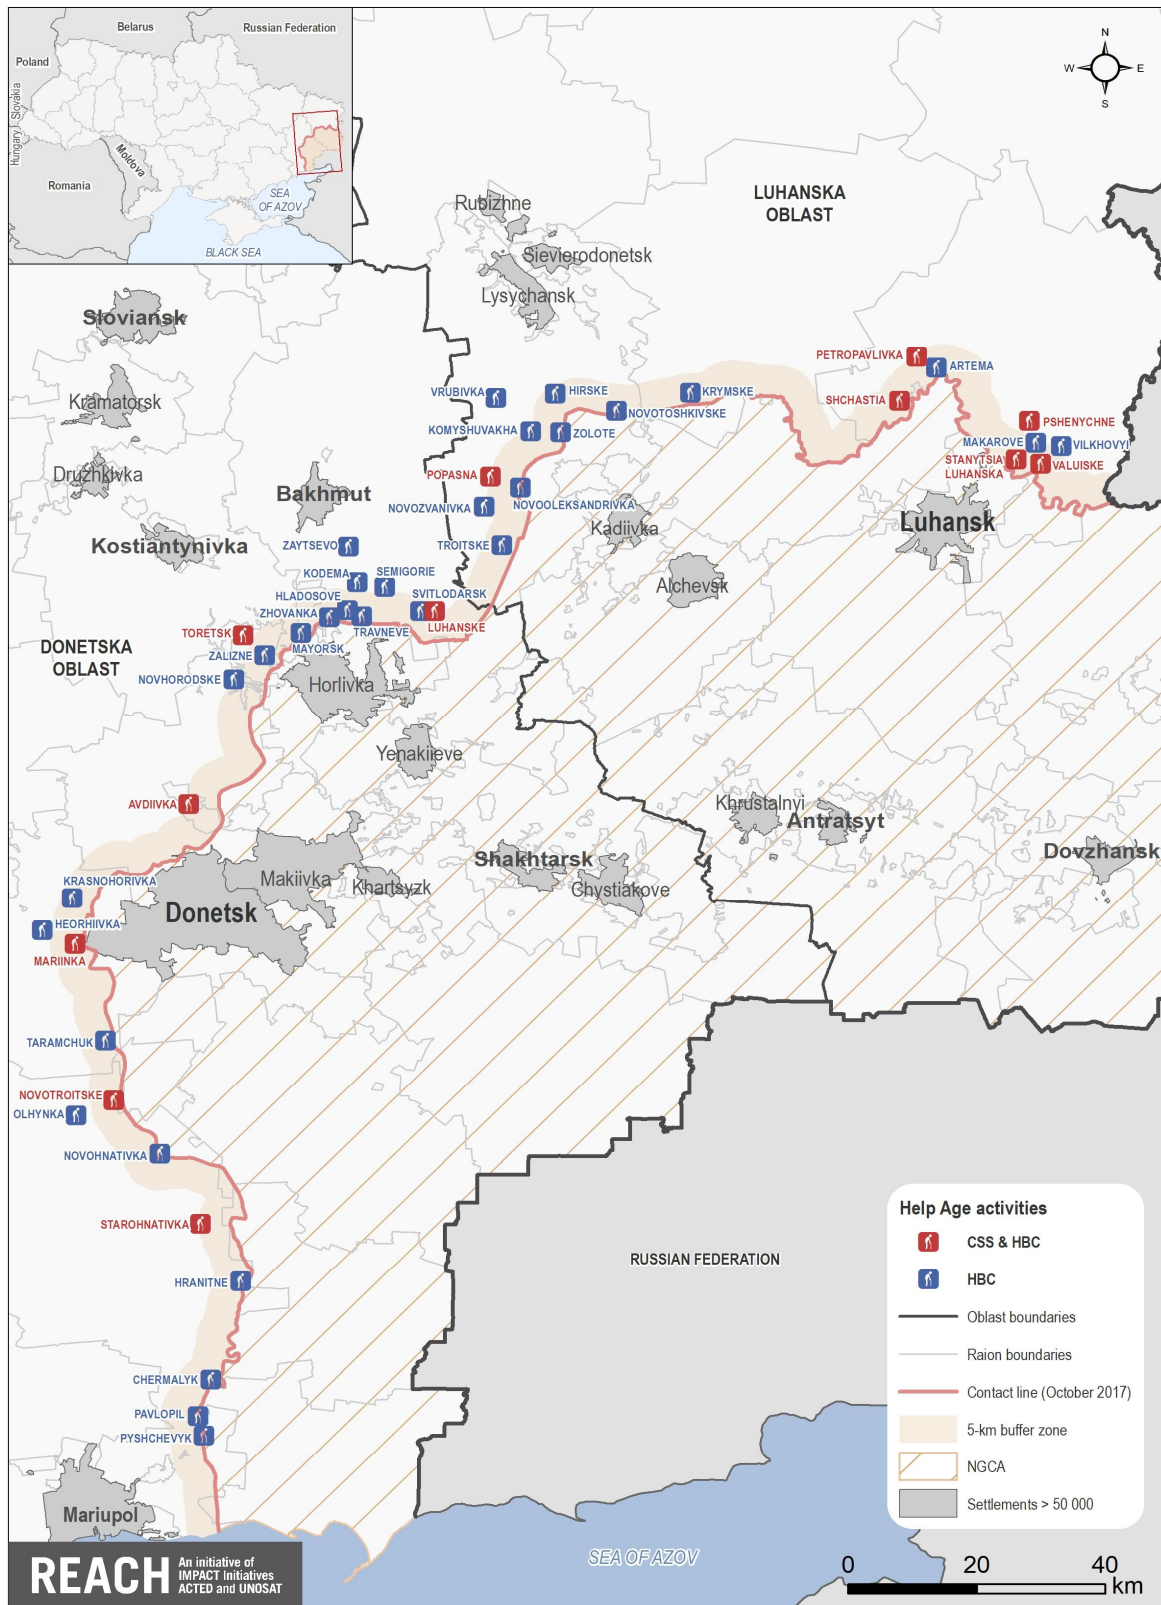 Belarus
Russian Federation
Poland
Slovakia
Hungary
Moldova
Romania
SEA
OF AZOV
BLACK SEA
N
W
E
S
LUHANSKA
OBLAST
Rubizhne
Sievierodonetsk
Lysychansk
Sloviansk
Kramatorsk
Druzhkivka
Bakhmut
Kostiantynivka
PETROPAVLIVKA
ARTEMA
SHCHASTIA
VRUBIVKA
HIRSKE
KRYMSKE
NOVOTOSHKIVSKE
KOMYSHUVAKHA
ZOLOTE
PSHENYCHNE
MAKAROVE
VILKHOVYI
STANYTSIA
LUHANSKA
VALUISKE
POPASNA
NOVOZVANIVKA
NOVOOLEKSANDRIVKA
Kadiivka
Luhansk
TROITSKE
ZAYTSEVO
Alchevsk
KODEMA
SEMIGORIE
HLADOSOVE
SVITLODARSK
ZHOVANKA
TRAVNEVE
LUHANSKE
TORETSK
MAYORSK
DONETSKA
OBLAST
ZALIZNE
NOVHORODSKE
Horlivka
Yenakiieve
AVDIIVKA
Khrustalnyi
Antratsyt
Dovzhansk
Shakhtarsk
Chystiakove
Makiivka
Khartsyzk
Donetsk
KRASNOHORIVKA
HEORHIIVKA
MARIINKA
TARAMCHUK
NOVOTROITSKE
OLHYNKA
NOVOHNATIVKA
STAROHNATIVKA
HRANITNE
CHERMALYK
PAVLOPIL
PYSHCHEVYK
Mariupol
RUSSIAN FEDERATION
SEA OF AZOV
Help Age activities
CSS & HBC
HBC
Oblast boundaries
Raion boundaries
Contact line (October 2017)
5-km buffer zone
NGCA
Settlements > 50 000
0 20 40
km
REACH
An initiative of
IMPACT Initiatives
ACTED and UNOSAT